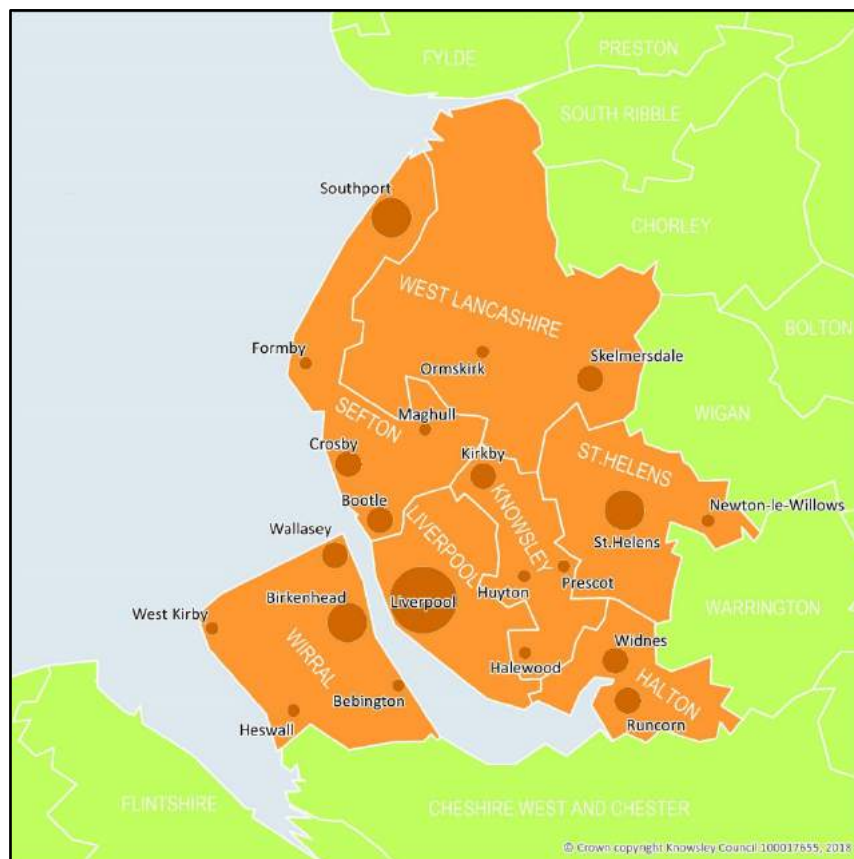 FYLDE
PRESTON
SOUTH RIBBLE
CHORLEY
Southport
WEST LANCASHIRE
BOLTON
Formby
Ormskirk
Skelmersdale
WIGAN
SEFTON
Maghull
Crosby
Kirkby
ST.HELENS
Bootle
KNOWSLEY
Newton-le-Willows
Wallasey
LIVERPOOL
St.Helens
Birkenhead
Liverpool
Huyton
Prescot
West Kirby
WARRINGTON
WIRRAL
Halewood
Widnes
Bebington
HALTON
Heswall
Runcorn
FLINTSHIRE
CHESHIRE WEST AND CHESTER
© Crown copyright Knowsley Council 100017655, 2018